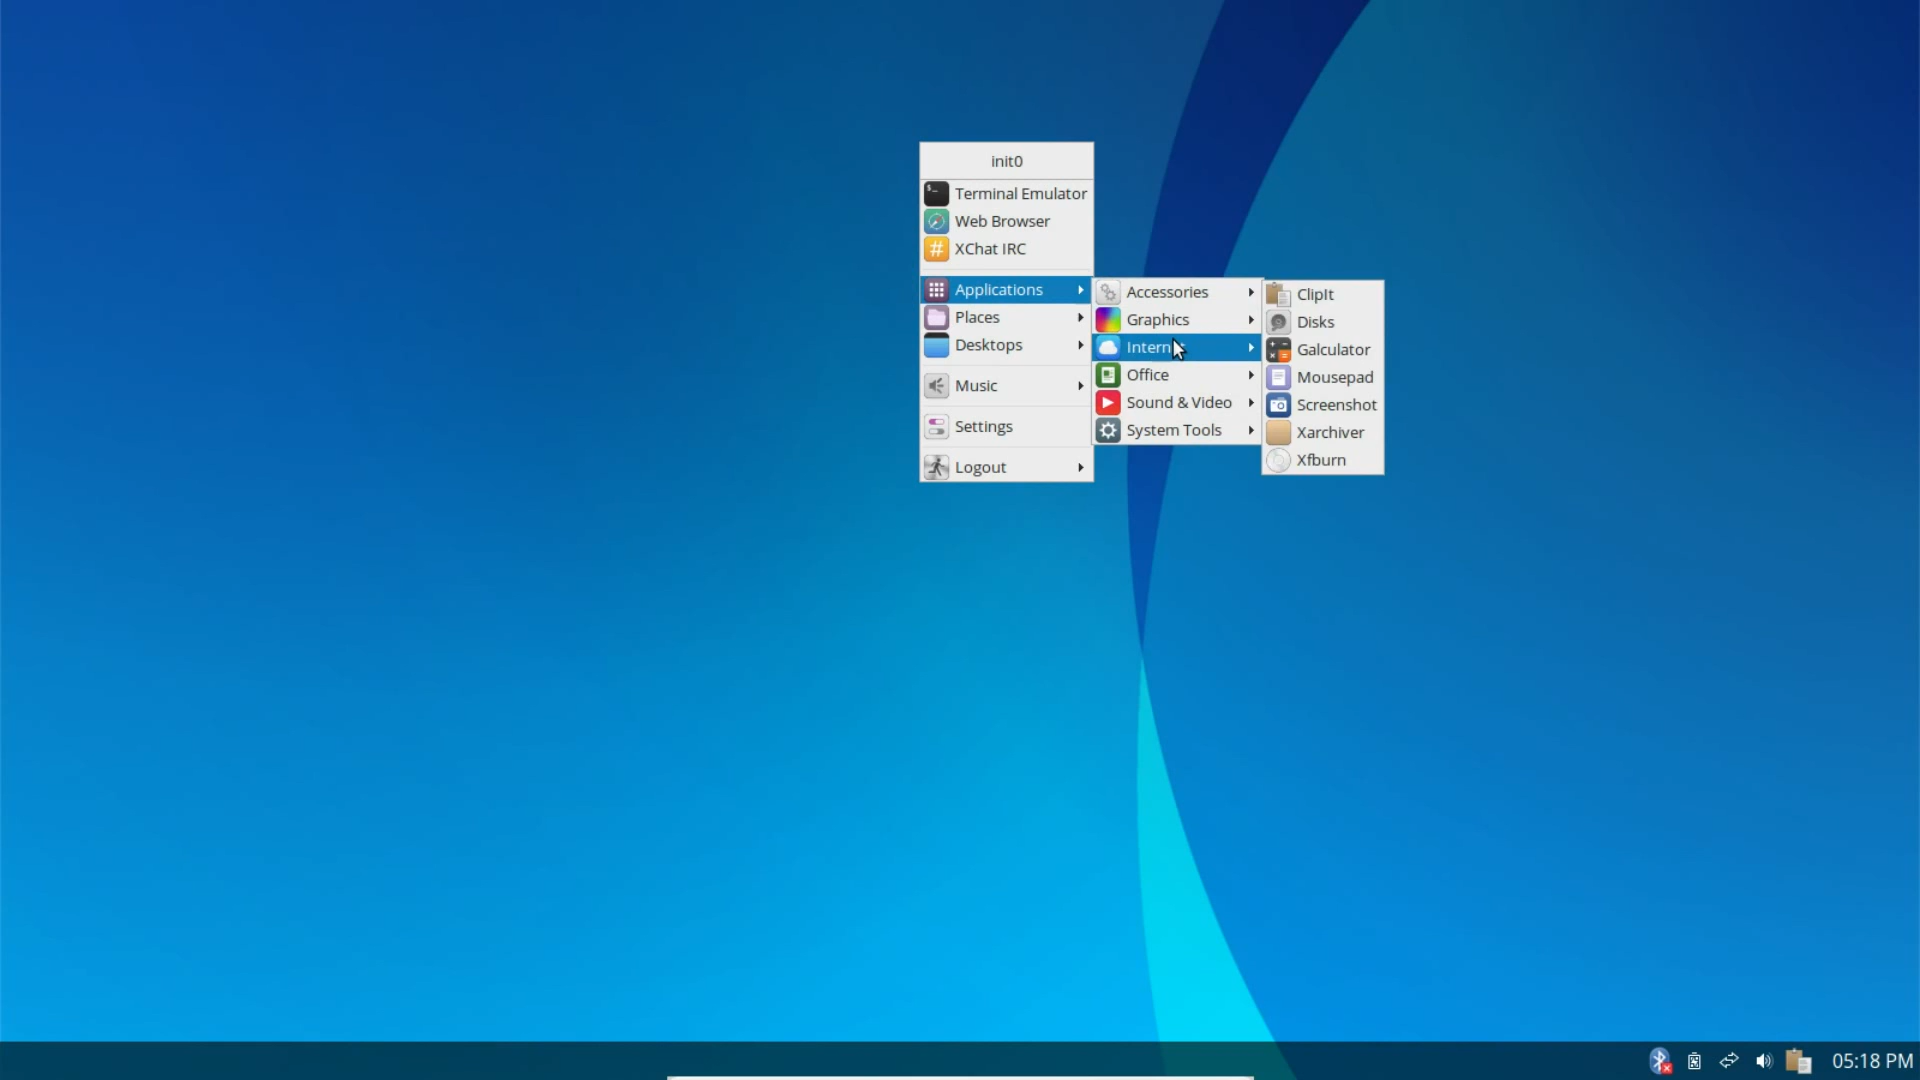 init0
Terminal Emulator
Web Browser
XChat IRC
Applications
Places
Desktops
Music
Settings
Logout
Accessories
Graphics
Office
Sound & Video
System Tools
ClipIt
Disks
Galculator
Mousepad
Screenshot
Xarchiver
Xfburn
05:18 PM